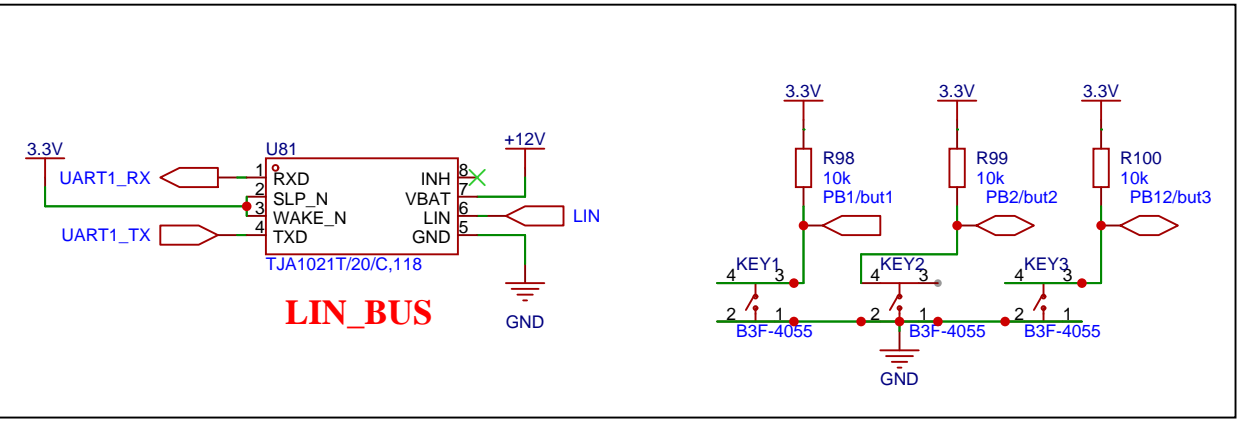 3.3V
UART1_RX
UART1_TX
U81
1 RXD
2 SLP_N
3 WAKE_N
4 TXD
INH 8
VBAT 7
LIN 6
GND 5
TJA1021T/20/C,118
+12V
LIN
GND
LIN_BUS
3.3V
R98
10k
PB1/but1
3.3V
R99
10k
PB2/but2
3.3V
R100
10k
PB12/but3
KEY1
4 3
2 1
B3F-4055
KEY2
4 3
2 1
B3F-4055
KEY3
4 3
2 1
B3F-4055
GND